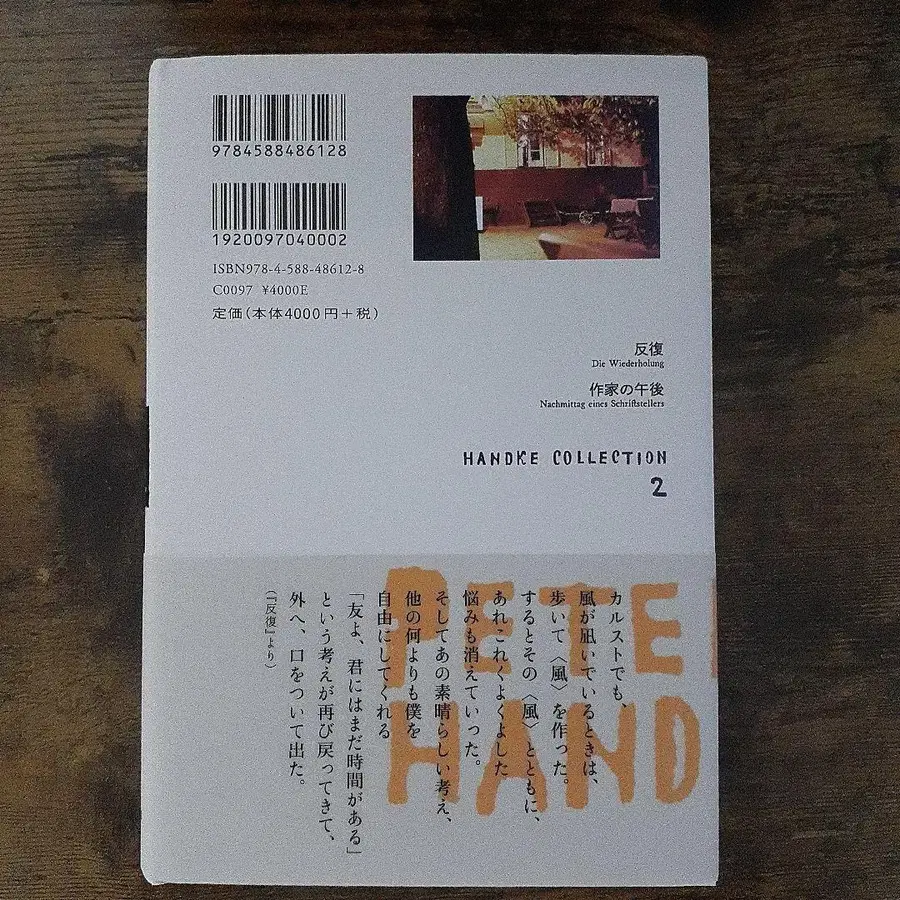 9784588486128
1920097040002
ISBN978-4-588-48612-8
C0097 ¥4000E
定価(本体4000円+税)
反復
Die Wiederholung
作家の午後
Nachmittag eines Schriftstellers
HANDKE COLLECTION
2
PETE
HAND
カルストでも、
風が凪いでいるときは、
歩いて〈風〉を作った。
するとその〈風〉とともに、
あれこれくよくよした
悩みも消えていった。
そしてあの素晴らしい考え、
他の何よりも僕を
自由にしてくれる
「友よ、君にはまだ時間がある」
という考えが再び戻ってきて、
外へ、口をついて出た。
(『反復』より)